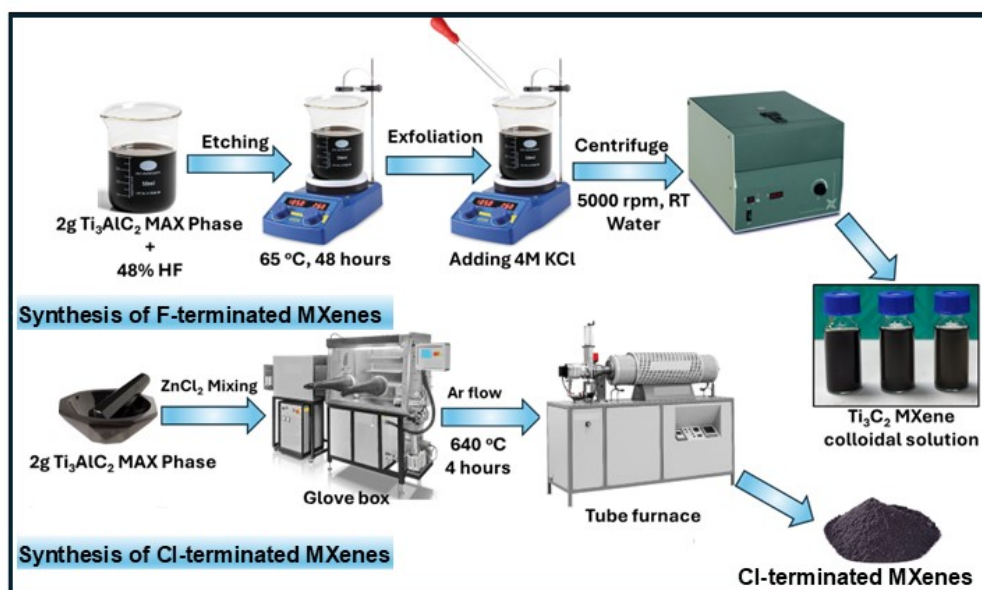 Etching
Exfoliation
Centrifuge
5000 rpm, RT
Water
2g Ti₃AlC₂ MAX Phase
+
48% HF
65 °C, 48 hours
Adding 4M KCl
Synthesis of F-terminated MXenes
Ti₃C₂ MXene
colloidal solution
ZnCl₂ Mixing
Ar flow
640 °C
4 hours
2g Ti₃AlC₂ MAX Phase
Glove box
Tube furnace
Synthesis of Cl-terminated MXenes
Cl-terminated MXenes